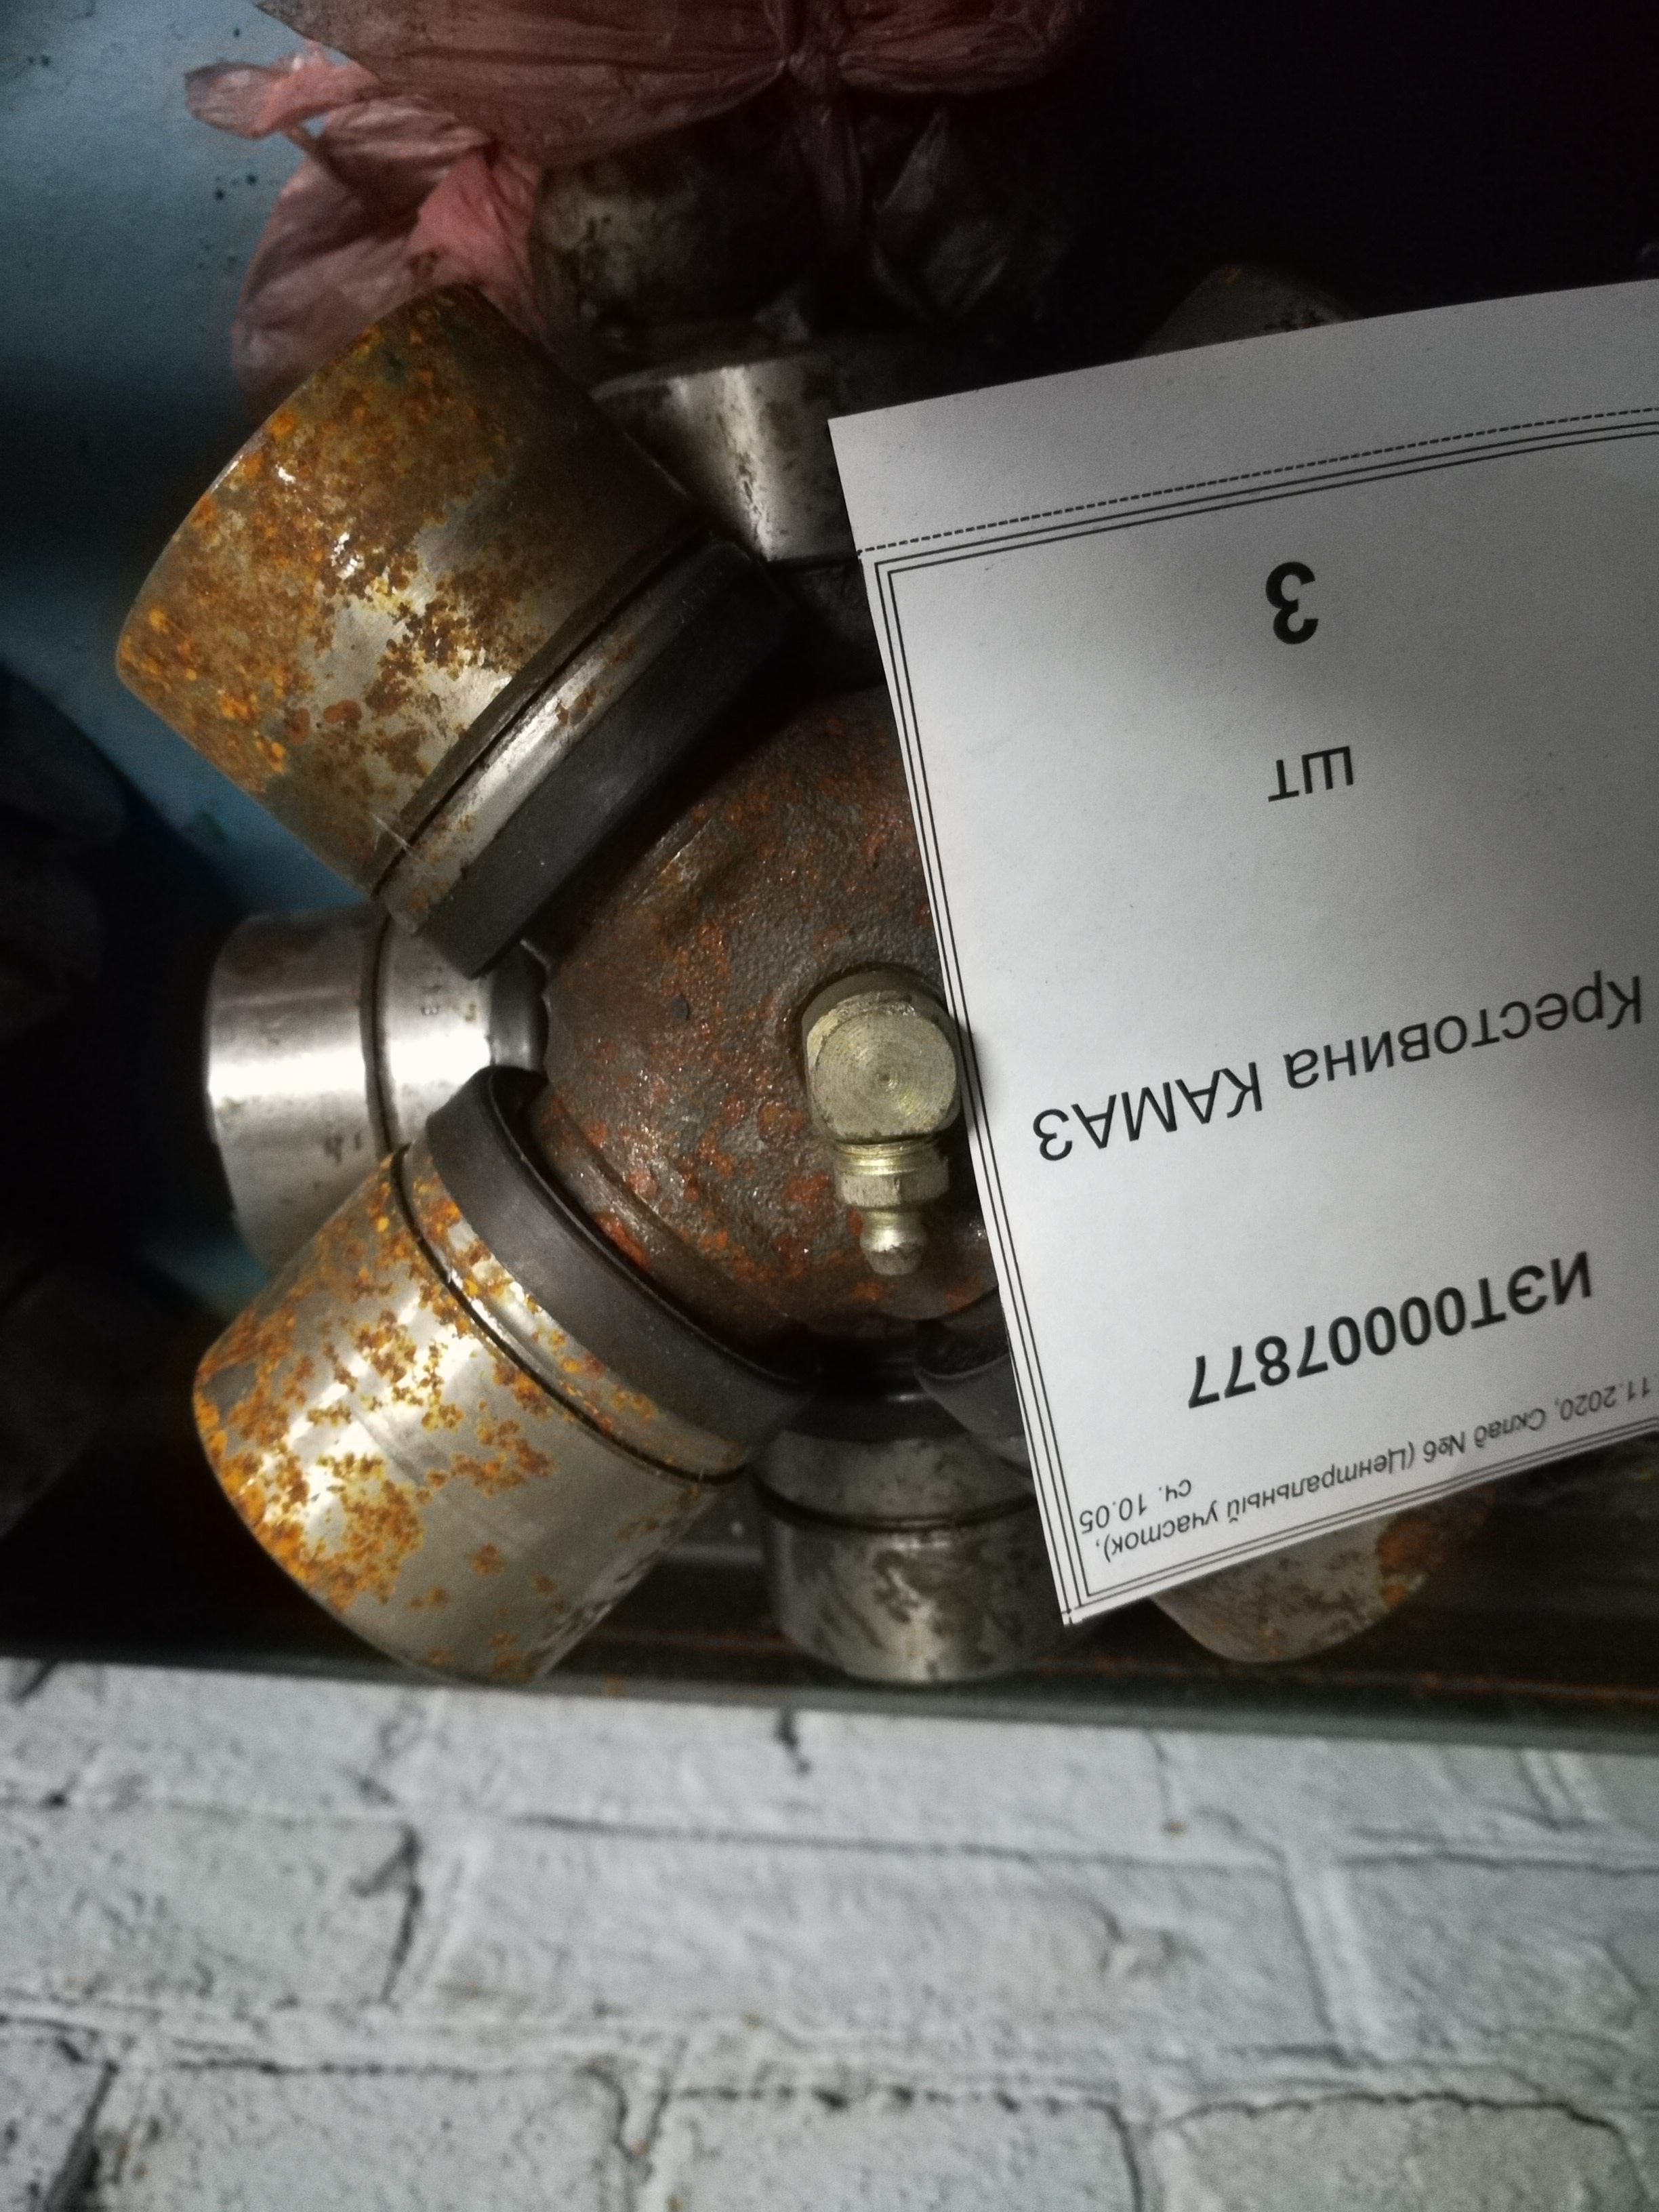 .11.2020, Склад №6 (Центральный участок),
сч. 10.05
ИЭТ00007877
Крестовина КАМАЗ
шт
3